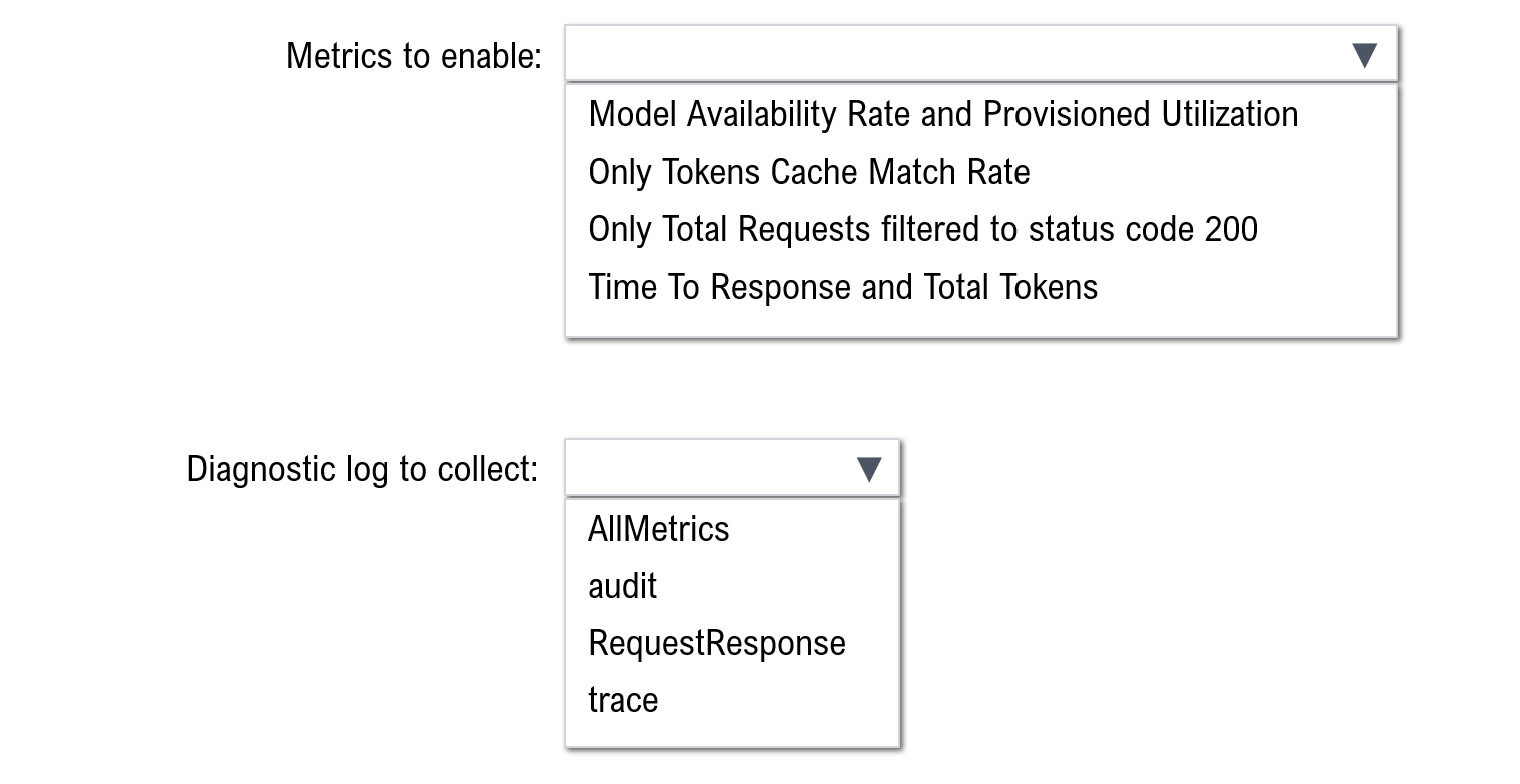 Metrics to enable:
Model Availability Rate and Provisioned Utilization
Only Tokens Cache Match Rate
Only Total Requests filtered to status code 200
Time To Response and Total Tokens
Diagnostic log to collect:
AllMetrics
audit
RequestResponse
trace